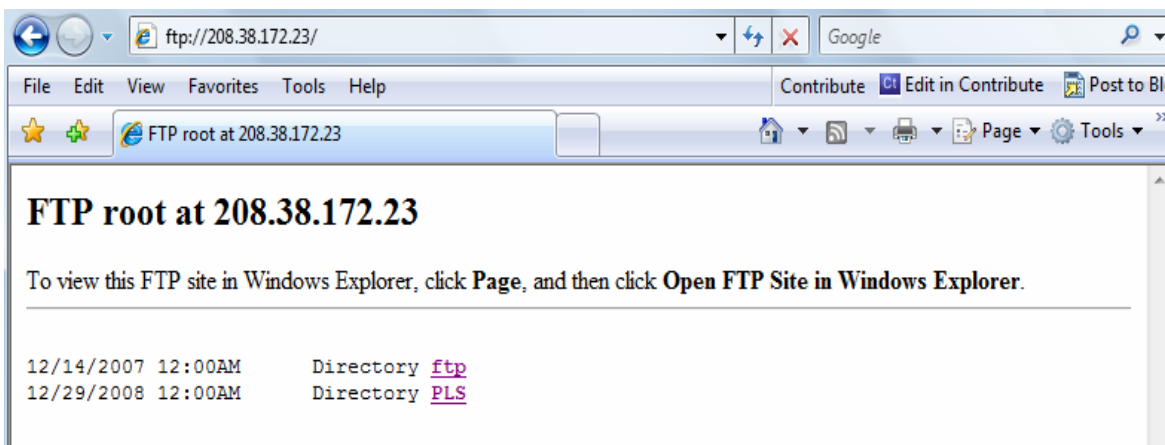 ftp://208.38.172.23/ Google
File Edit View Favorites Tools Help Contribute Ct Edit in Contribute Post to Bl
FTP root at 208.38.172.23 Page Tools
FTP root at 208.38.172.23
To view this FTP site in Windows Explorer, click Page, and then click Open FTP Site in Windows Explorer.
12/14/2007 12:00AM Directory ftp
12/29/2008 12:00AM Directory PLS